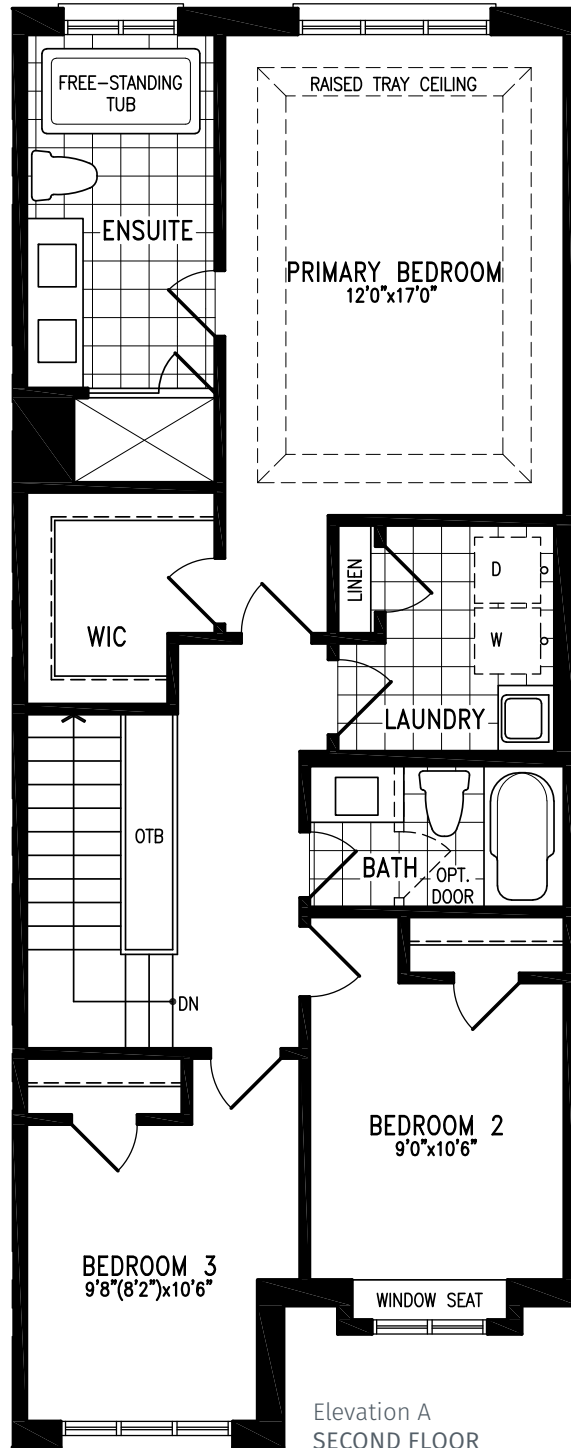 FREE-STANDING
TUB
RAISED TRAY CEILING
ENSUITE
PRIMARY BEDROOM
12'0"x17'0"
LINEN
D
W
WIC
LAUNDRY
OTB
BATH
OPT.
DOOR
DN
BEDROOM 2
9'0"x10'6"
BEDROOM 3
9'8"(8'2")x10'6"
WINDOW SEAT
Elevation A
SECOND FLOOR